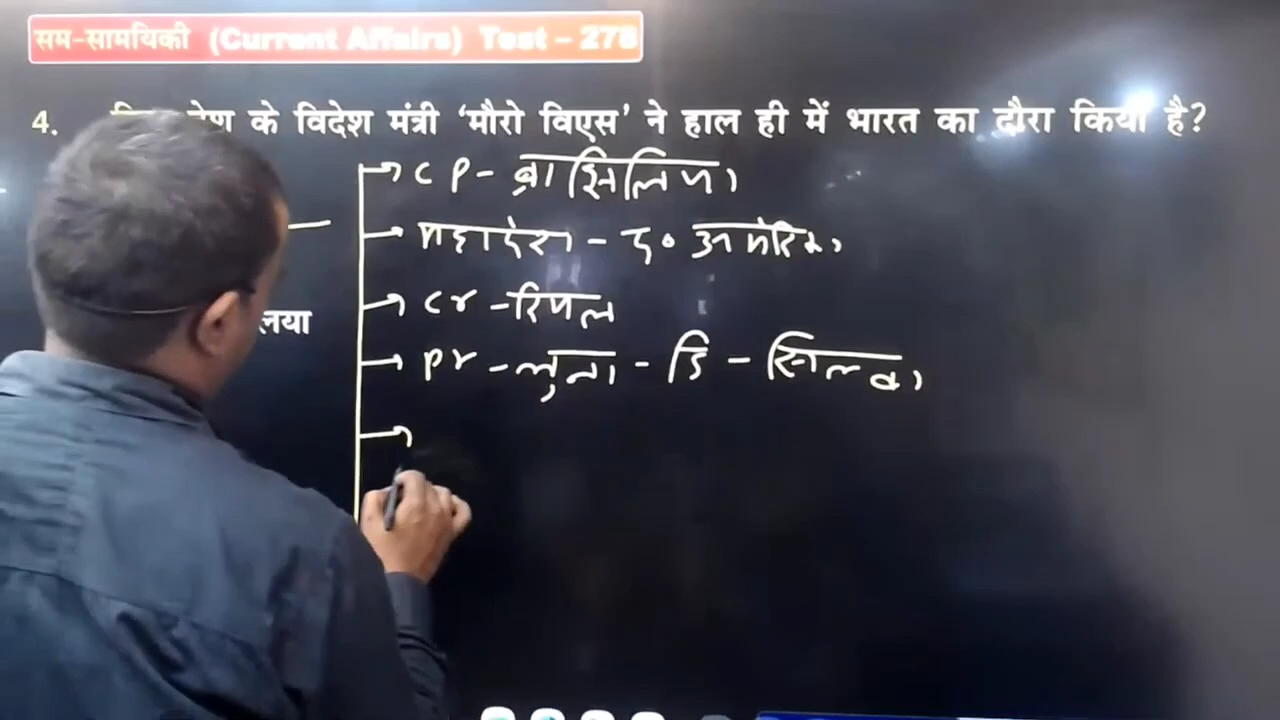 सम-सामयिकी (Current Affairs) Test – 278
4. के विदेश मंत्री ‘मौरो विएस’ ने हाल ही में भारत का दौरा किया है?
CP - ब्रासिलिया
महादेश - द० अमेरिका
लया
Cr - रियल
Pr - लुला - डि - सिल्वा